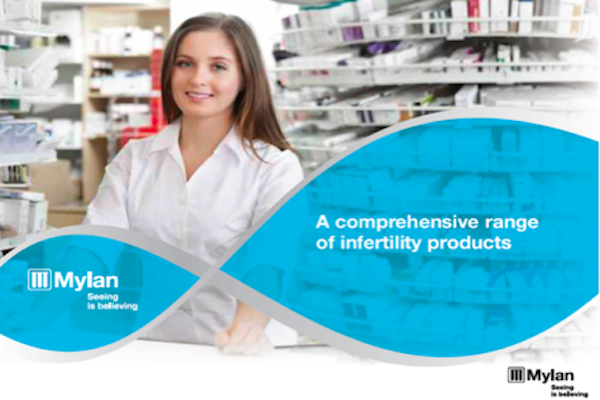 A comprehensive range
of infertility products
Mylan
Seeing
is believing
Mylan
Seeing
is believing